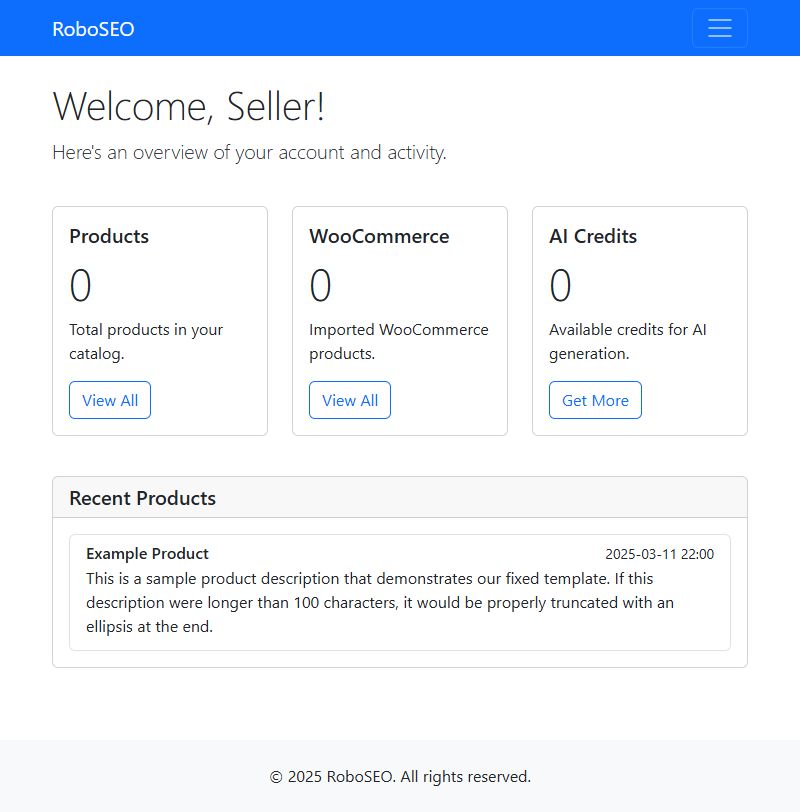 RoboSEO
Welcome, Seller!
Here's an overview of your account and activity.
Products
0
Total products in your
catalog.
View All
WooCommerce
0
Imported WooCommerce
products.
View All
AI Credits
0
Available credits for AI
generation.
Get More
Recent Products
Example Product 2025-03-11 22:00
This is a sample product description that demonstrates our fixed template. If this
description were longer than 100 characters, it would be properly truncated with an
ellipsis at the end.
© 2025 RoboSEO. All rights reserved.